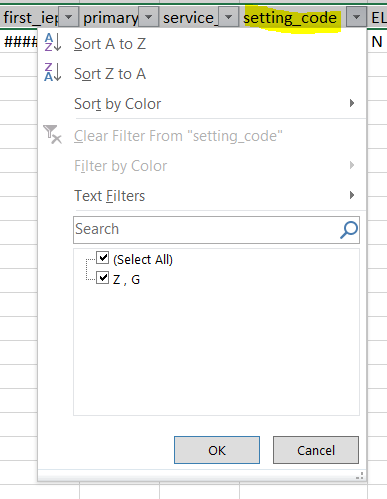 first_iep primary service_ setting_code EL
#### N
Sort A to Z
Sort Z to A
Sort by Color
Clear Filter From "setting_code"
Filter by Color
Text Filters
Search
(Select All)
Z , G
OK Cancel